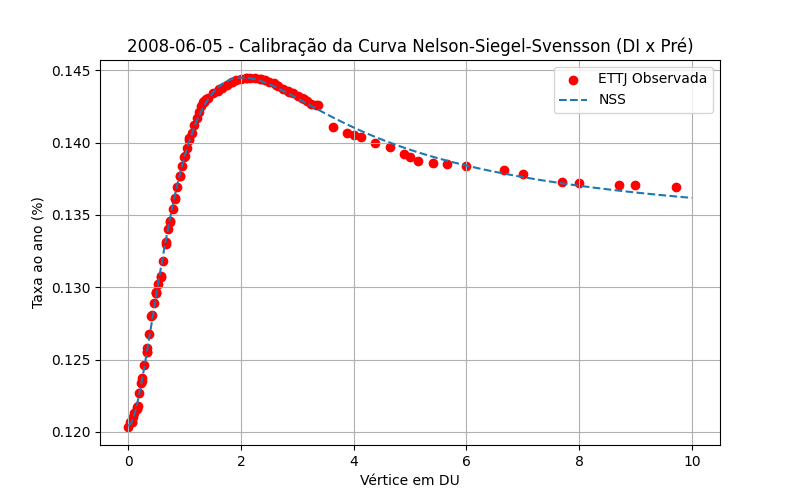 2008-06-05 - Calibração da Curva Nelson-Siegel-Svensson (DI x Pré)
ETTJ Observada
NSS
Taxa ao ano (%)
0.145
0.140
0.135
0.130
0.125
0.120
0 2 4 6 8 10
Vértice em DU